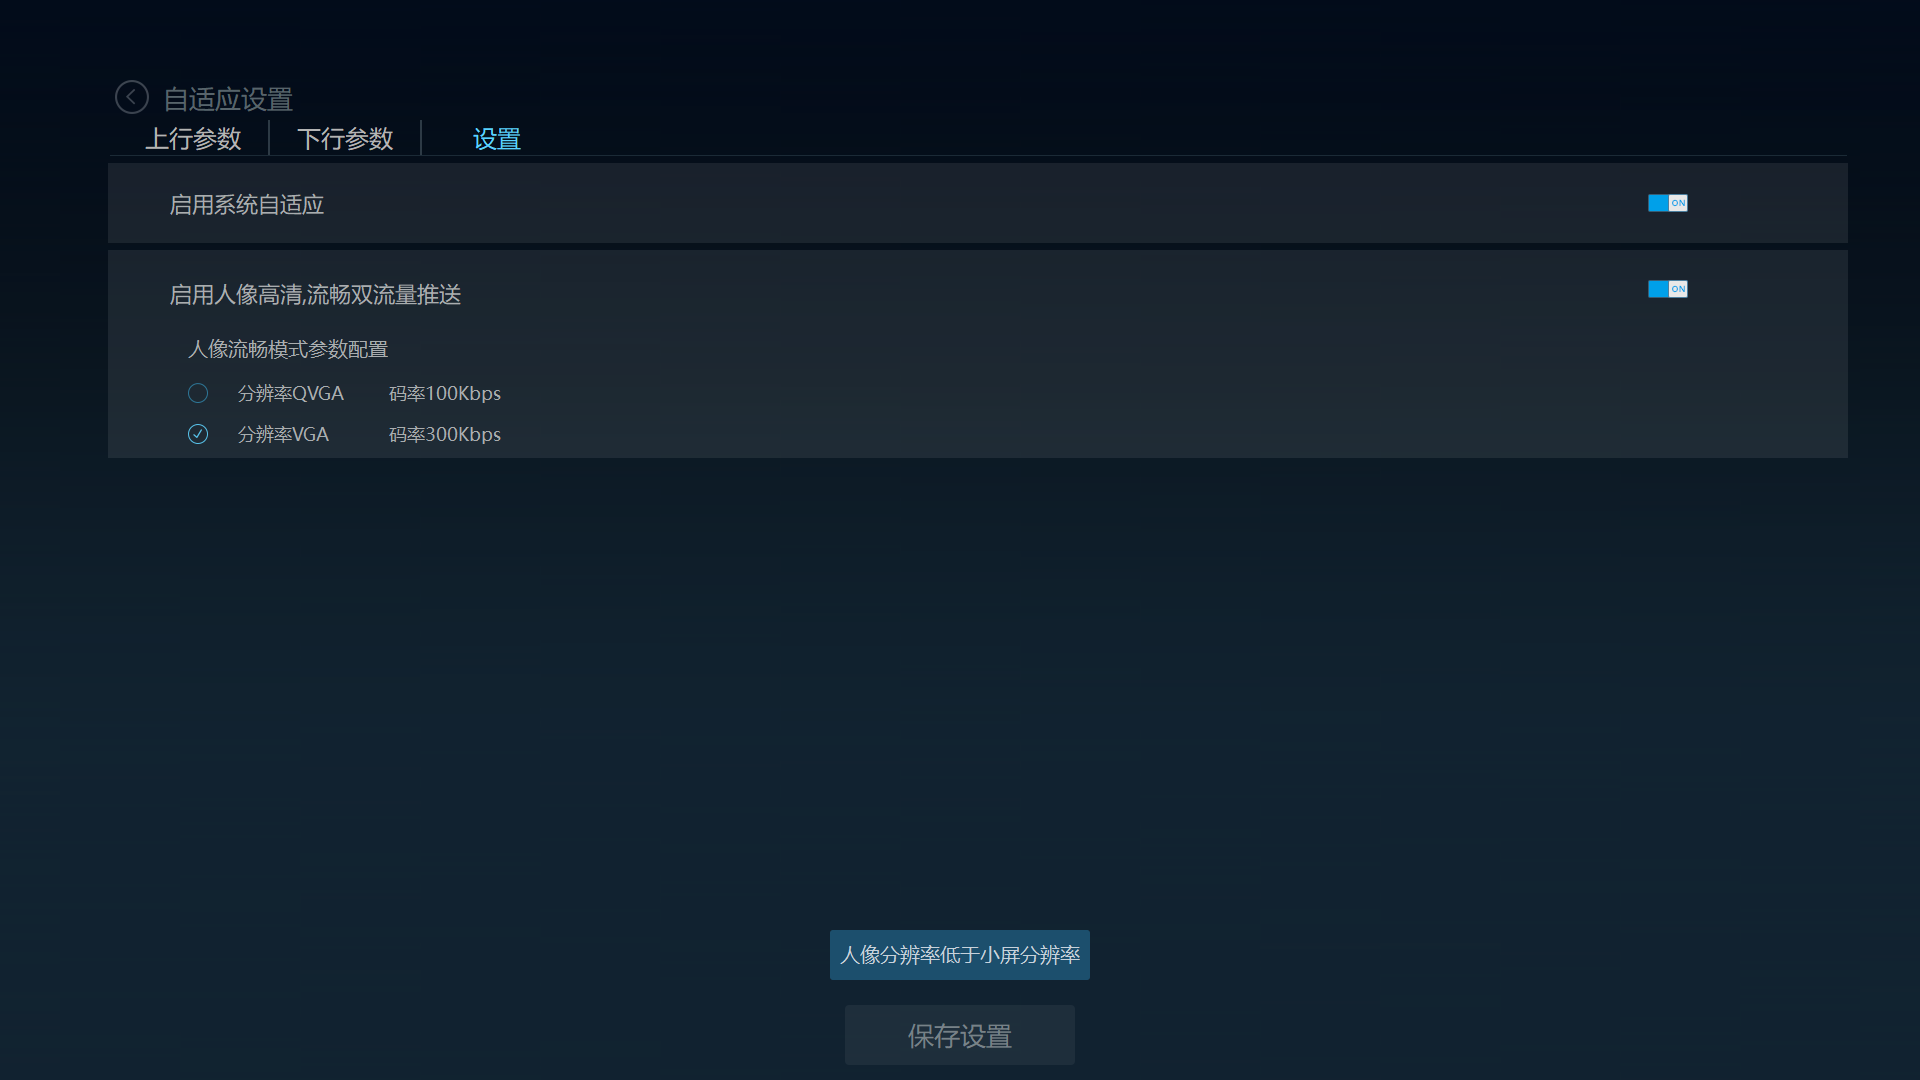 自适应设置
上行参数 下行参数 设置
启用系统自适应 ON
启用人像高清,流畅双流量推送 ON
人像流畅模式参数配置
分辨率QVGA 码率100Kbps
分辨率VGA 码率300Kbps
人像分辨率低于小屏分辨率
保存设置